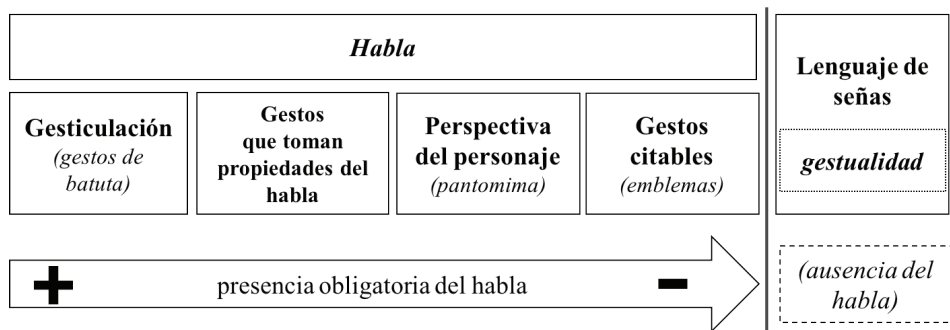 Habla
Gesticulación
(gestos de
batuta)
Gestos
que toman
propiedades del
habla
Perspectiva
del personaje
(pantomima)
Gestos
citables
(emblemas)
Lenguaje de
señas
gestualidad
+ presencia obligatoria del habla -
(ausencia del
habla)